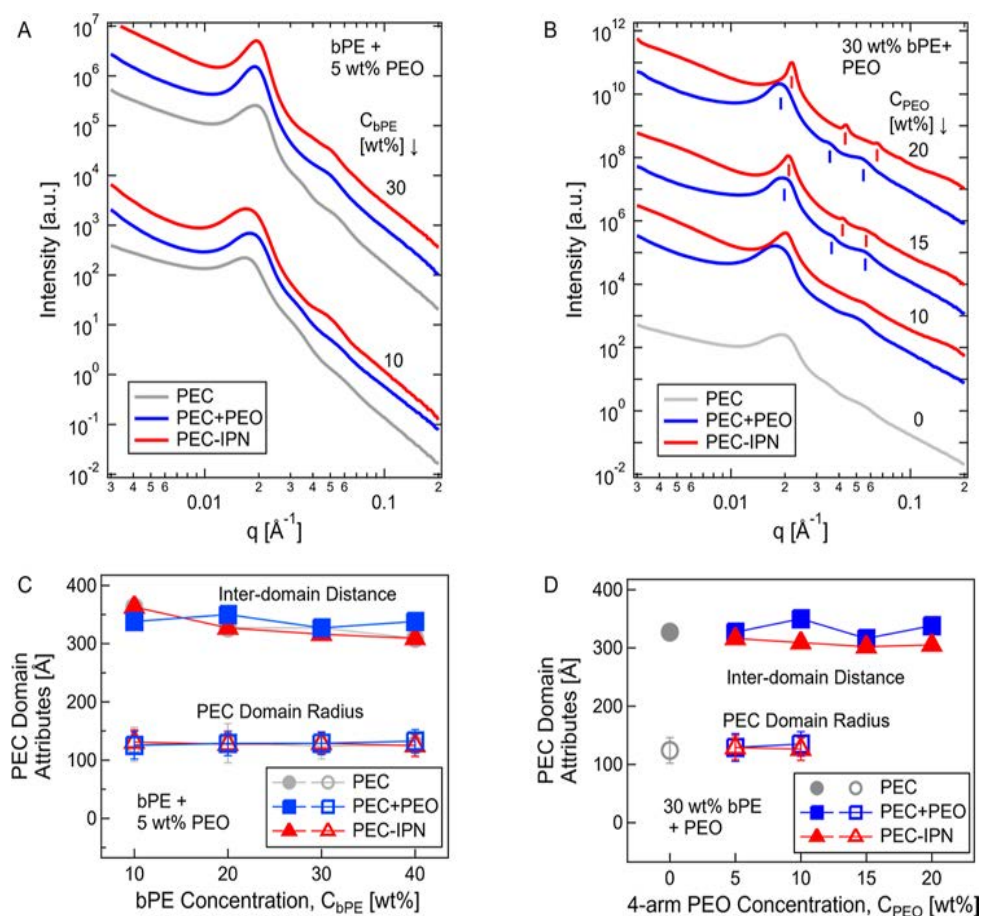 A
bPE +
5 wt% PEO
C_bPE
[wt%] ↓
30
10
10^7
10^6
10^5
10^4
10^3
10^2
10^1
10^0
10^-1
10^-2
Intensity [a.u.]
PEC
PEC+PEO
PEC-IPN
3 4 5 6 0.01 2 3 4 5 6 0.1 2
q [Å^-1]
B
30 wt% bPE+
PEO
C_PEO
[wt%] ↓
20
15
10
0
10^12
10^10
10^8
10^6
10^4
10^2
10^0
10^-2
Intensity [a.u.]
PEC
PEC+PEO
PEC-IPN
3 4 5 6 0.01 2 3 4 5 6 0.1 2
q [Å^-1]
C
Inter-domain Distance
PEC Domain Radius
400
350
300
250
200
150
100
50
0
PEC Domain
Attributes [Å]
bPE +
5 wt% PEO
PEC
PEC+PEO
PEC-IPN
10 20 30 40
bPE Concentration, C_bPE [wt%]
D
Inter-domain Distance
PEC Domain Radius
400
300
200
100
0
PEC Domain
Attributes [Å]
30 wt% bPE
+ PEO
PEC
PEC+PEO
PEC-IPN
0 5 10 15 20
4-arm PEO Concentration, C_PEO [wt%]